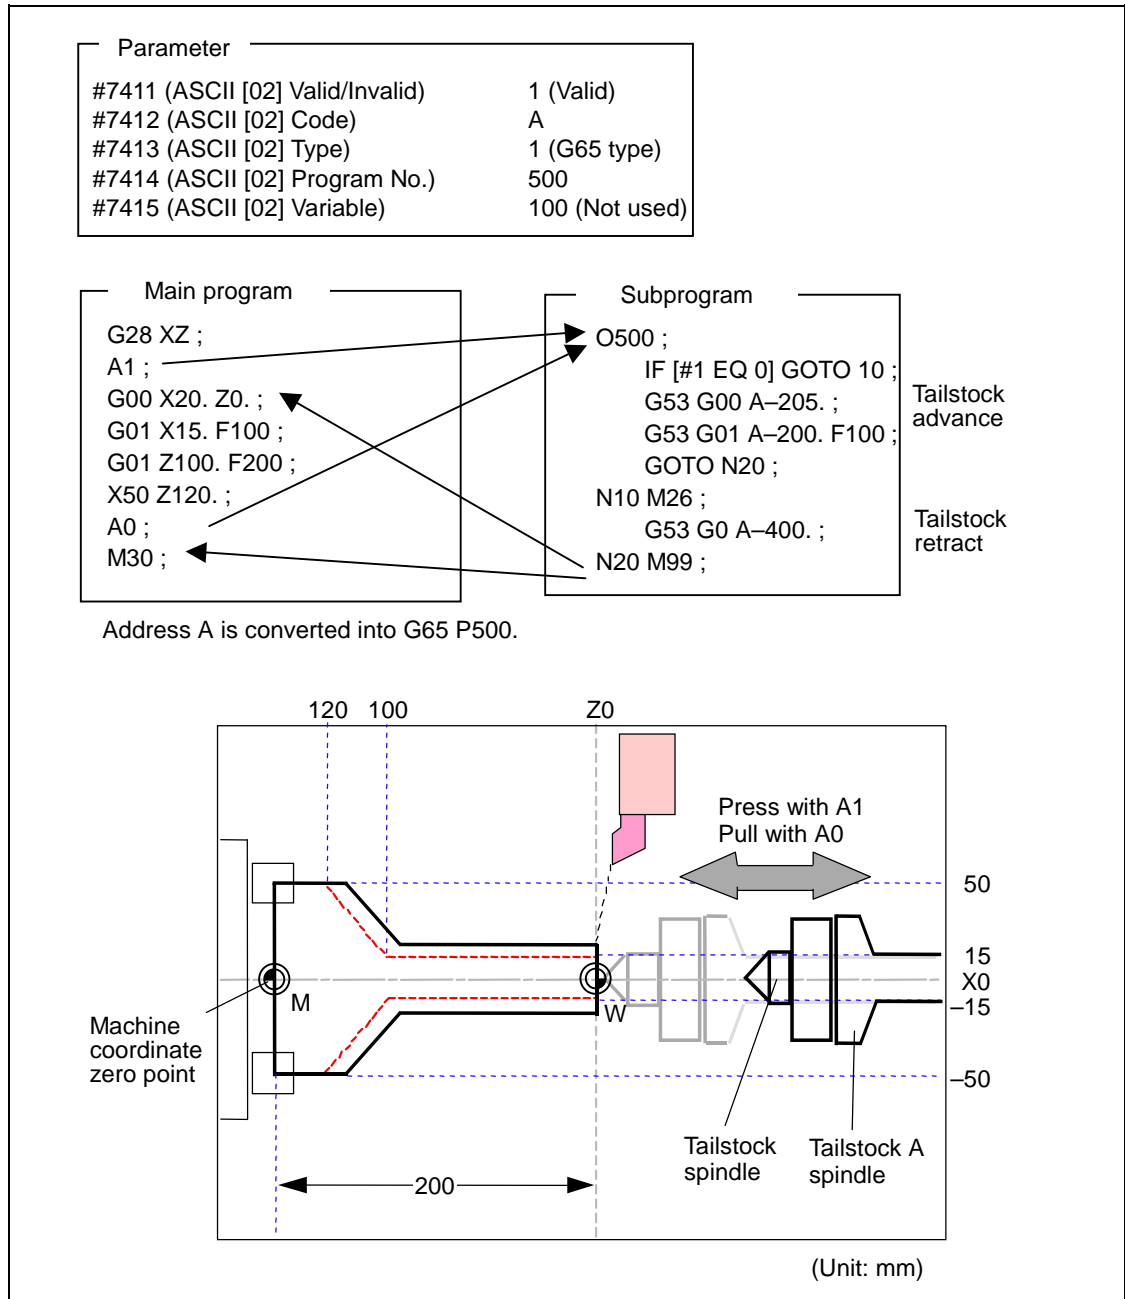 Parameter
#7411 (ASCII [02] Valid/Invalid) 1 (Valid)
#7412 (ASCII [02] Code) A
#7413 (ASCII [02] Type) 1 (G65 type)
#7414 (ASCII [02] Program No.) 500
#7415 (ASCII [02] Variable) 100 (Not used)
Main program
G28 XZ ;
A1 ;
G00 X20. Z0. ;
G01 X15. F100 ;
G01 Z100. F200 ;
X50 Z120. ;
A0 ;
M30 ;
Subprogram
O500 ;
IF [#1 EQ 0] GOTO 10 ;
G53 G00 A–205. ;
G53 G01 A–200. F100 ;
GOTO N20 ;
N10 M26 ;
G53 G0 A–400. ;
N20 M99 ;
Tailstock
advance
Tailstock
retract
Address A is converted into G65 P500.
120 100 Z0
Press with A1
Pull with A0
50
15
X0
–15
–50
M
W
Machine
coordinate
zero point
Tailstock
spindle
Tailstock A
spindle
200
(Unit: mm)